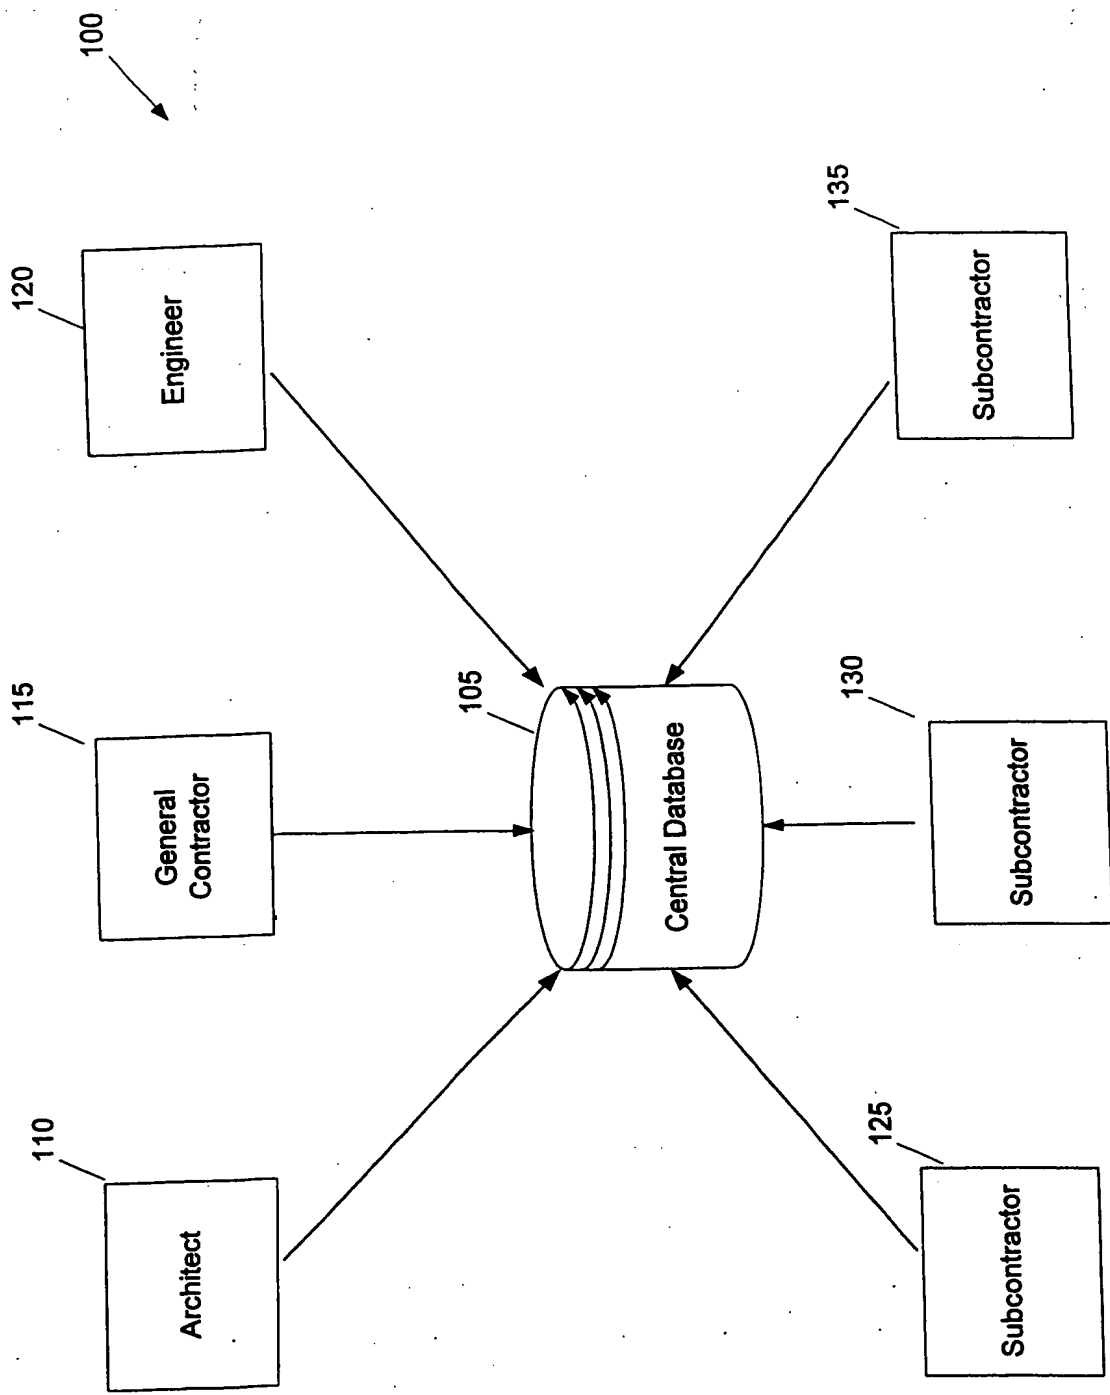 100
110
Architect
115
General
Contractor
120
Engineer
105
Central Database
125
Subcontractor
130
Subcontractor
135
Subcontractor